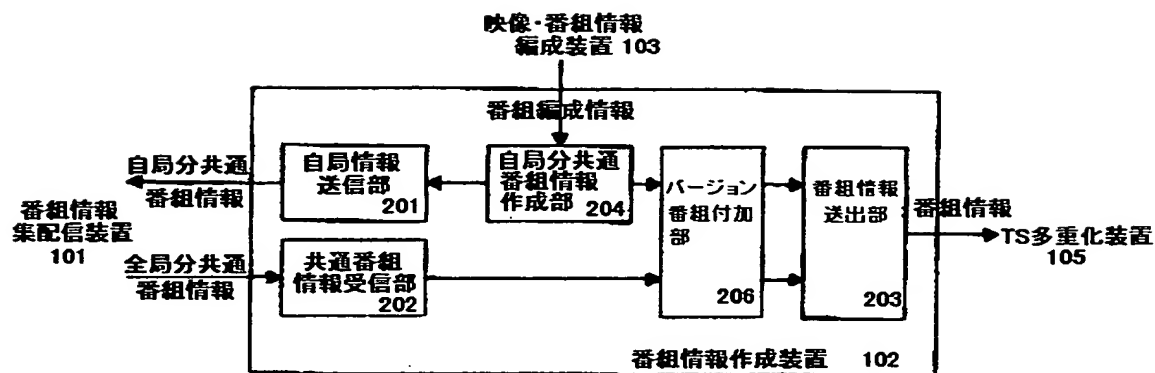 映像・番組情報
編成装置 103
番組編成情報
自局分共通
番組情報
番組情報
集配信装置
101
全局分共通
番組情報
自局情報
送信部
201
自局分共通
番組情報
作成部
204
共通番組
情報受信部
202
バージョン
番組付加
部
206
番組情報
送出部
203
番組情報
TS多重化装置
105
番組情報作成装置 102